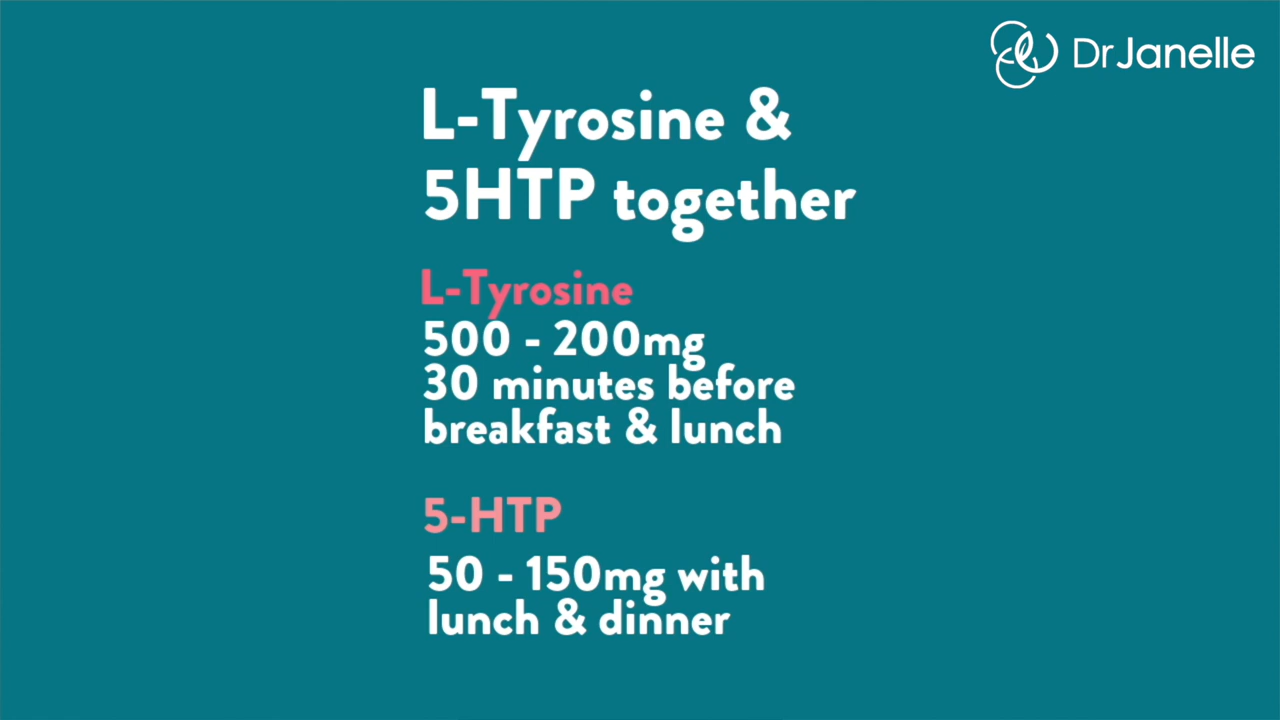 Dr Janelle
L-Tyrosine &
5HTP together
L-Tyrosine
500 - 200mg
30 minutes before
breakfast & lunch
5-HTP
50 - 150mg with
lunch & dinner